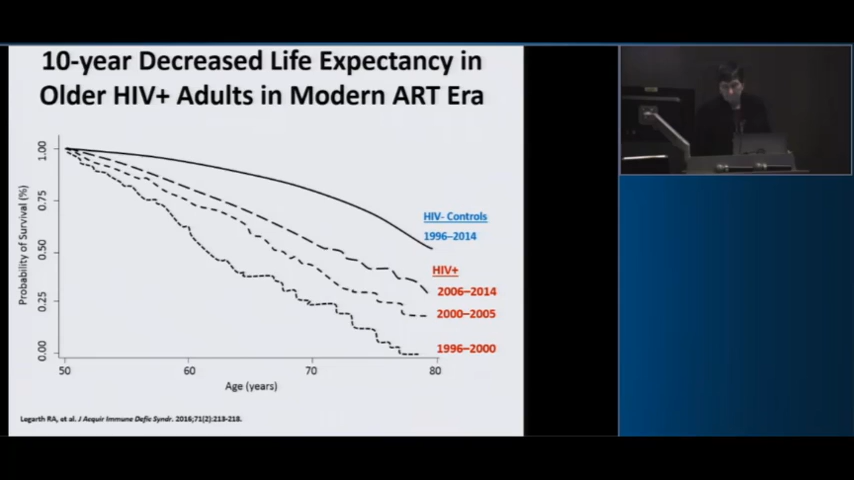 10-year Decreased Life Expectancy in
Older HIV+ Adults in Modern ART Era
Probability of Survival (%)
1.00
0.75
0.50
0.25
0.00
HIV- Controls
1996–2014
HIV+
2006–2014
2000–2005
1996–2000
50
60
70
80
Age (years)
Legarth RA, et al. J Aequir Immune Defic Syndr. 2016;71(2):213-218.